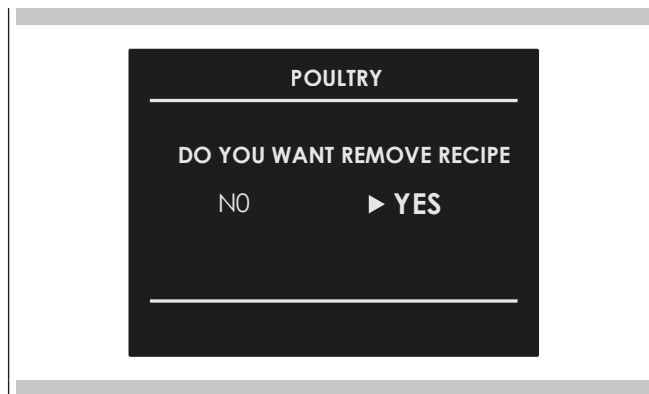 POULTRY
DO YOU WANT REMOVE RECIPE
N0 ▶ YES